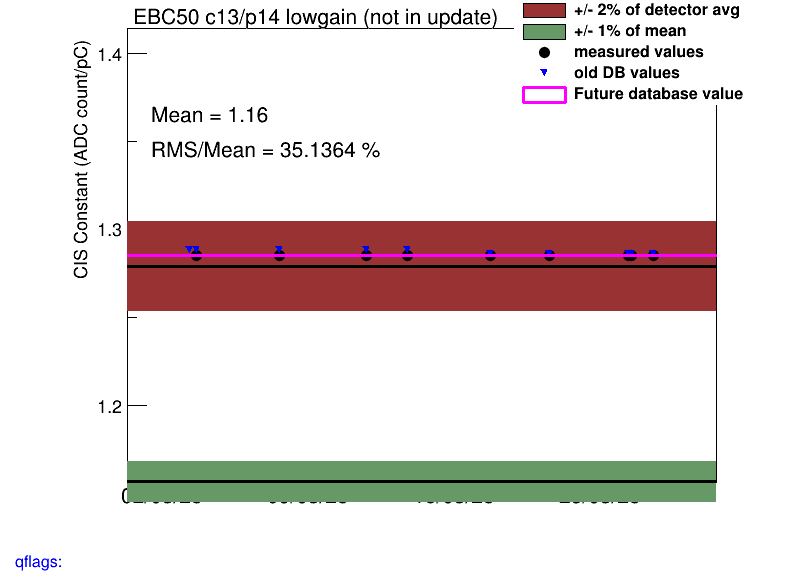 EBC50 c13/p14 lowgain (not in update)
+/- 2% of detector avg
+/- 1% of mean
measured values
old DB values
Future database value
CIS Constant (ADC count/pC)
1.4
Mean = 1.16
RMS/Mean = 35.1364 %
1.3
1.2
qflags: